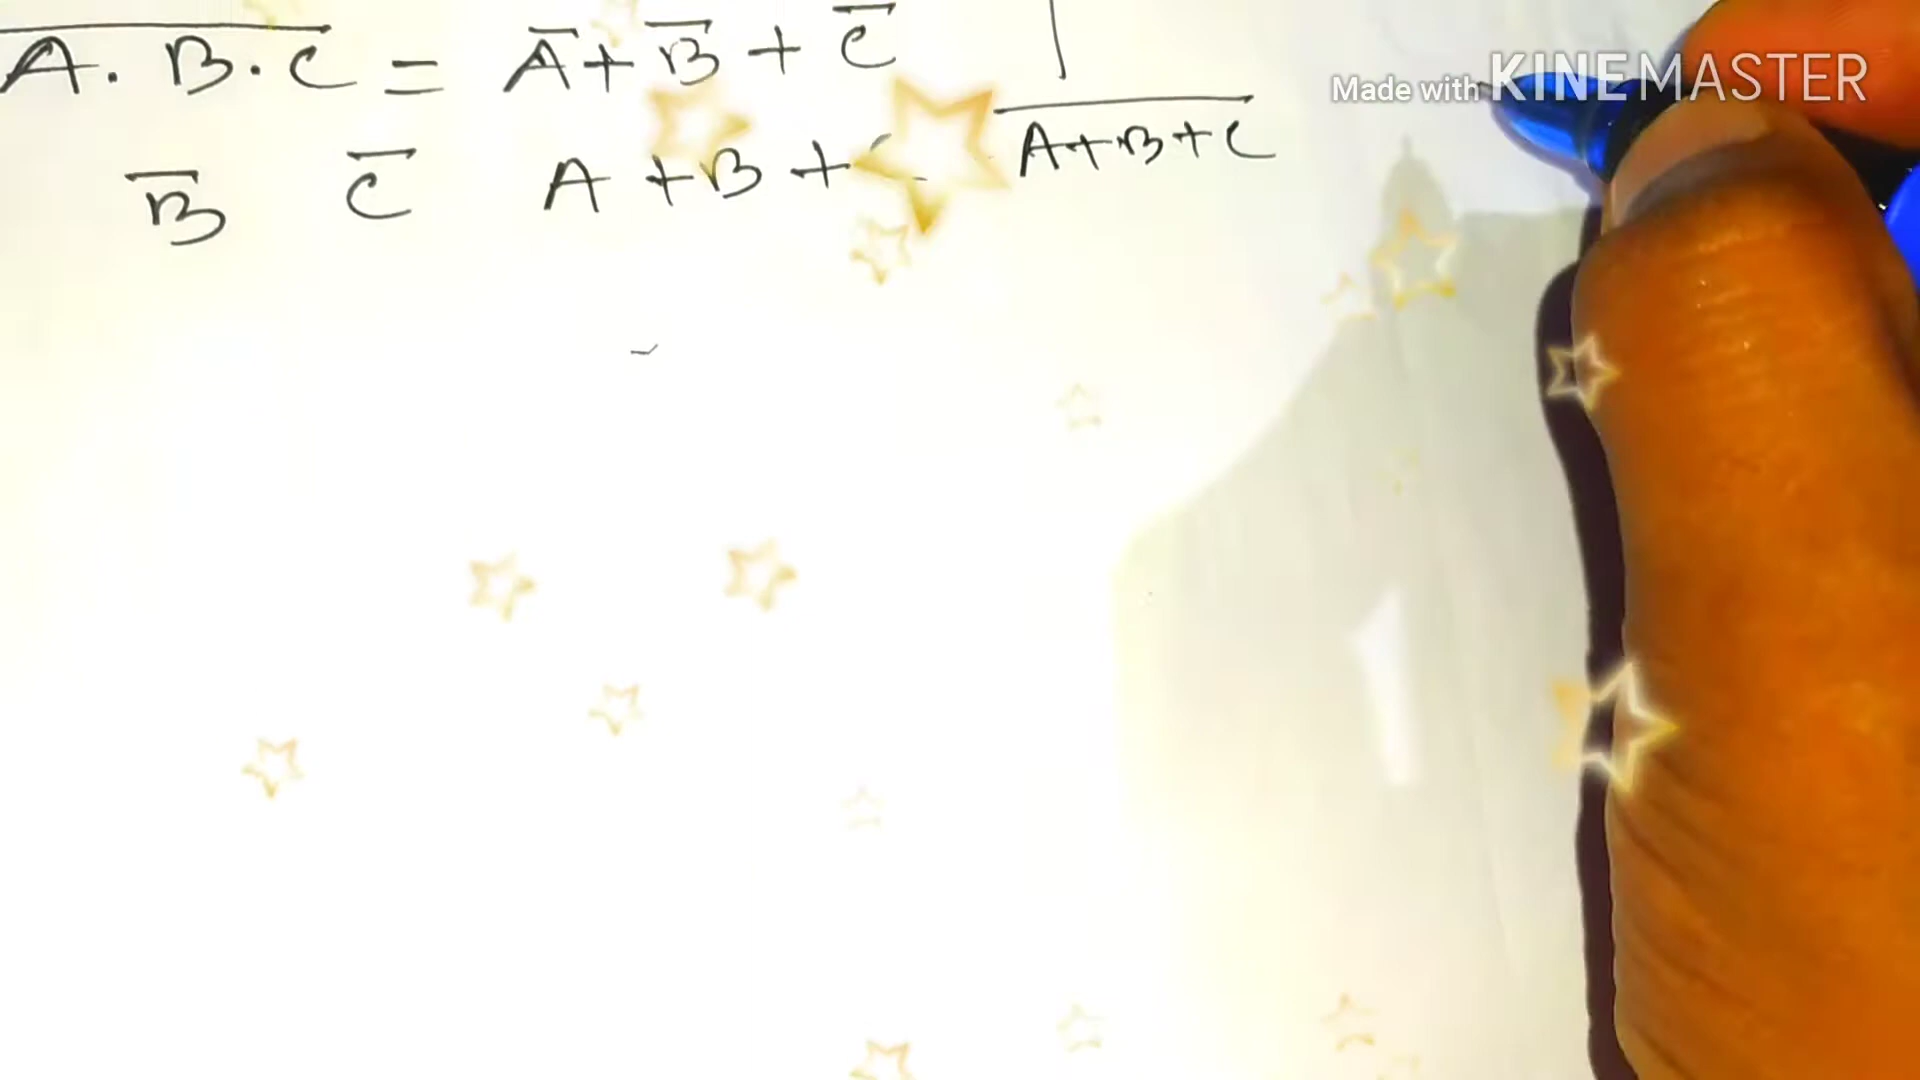 A̅ ̅.̅ ̅B̅ ̅.̅ ̅C̅ = A̅ + B̅ + C̅ |
B̅ C̅ A + B + A̅+̅B̅+̅C̅
Made with KINEMASTER